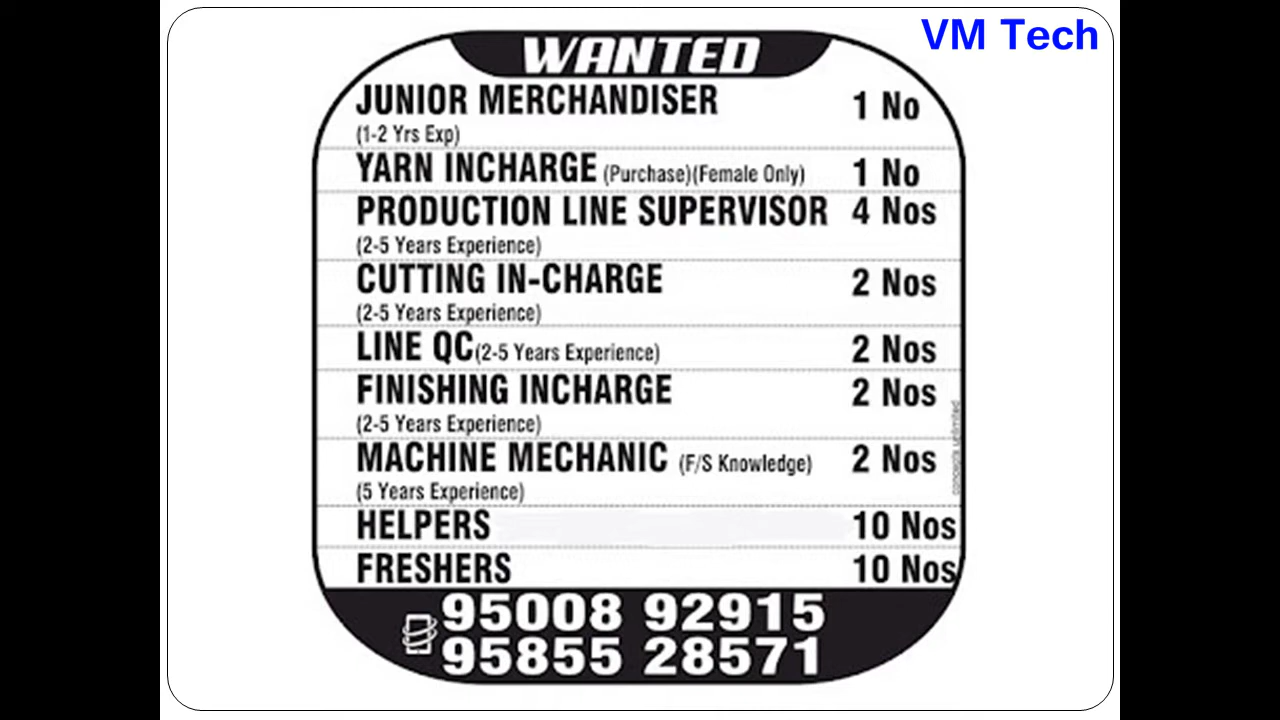 VM Tech
WANTED
JUNIOR MERCHANDISER 1 No
(1-2 Yrs Exp)
YARN INCHARGE (Purchase)(Female Only) 1 No
PRODUCTION LINE SUPERVISOR 4 Nos
(2-5 Years Experience)
CUTTING IN-CHARGE 2 Nos
(2-5 Years Experience)
LINE QC(2-5 Years Experience) 2 Nos
FINISHING INCHARGE 2 Nos
(2-5 Years Experience)
MACHINE MECHANIC (F/S Knowledge) 2 Nos
(5 Years Experience)
HELPERS 10 Nos
FRESHERS 10 Nos
95008 92915
95855 28571
concepts unlimited